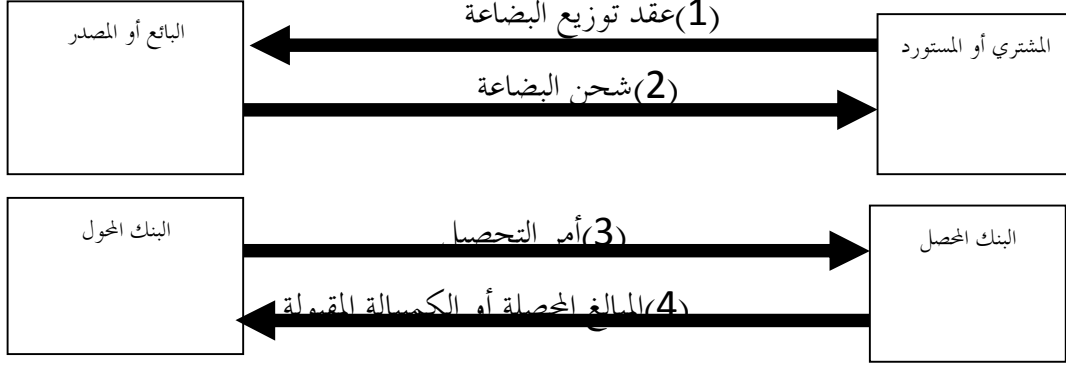 (1)عقد توزيع البضاعة
المشتري أو المستورد
البائع أو المصدر
(2)شحن البضاعة
البنك المحصل
البنك المحول
(3)أمر التحصيل
(4)المبالغ المحصلة أو الكمبيالة المقبولة